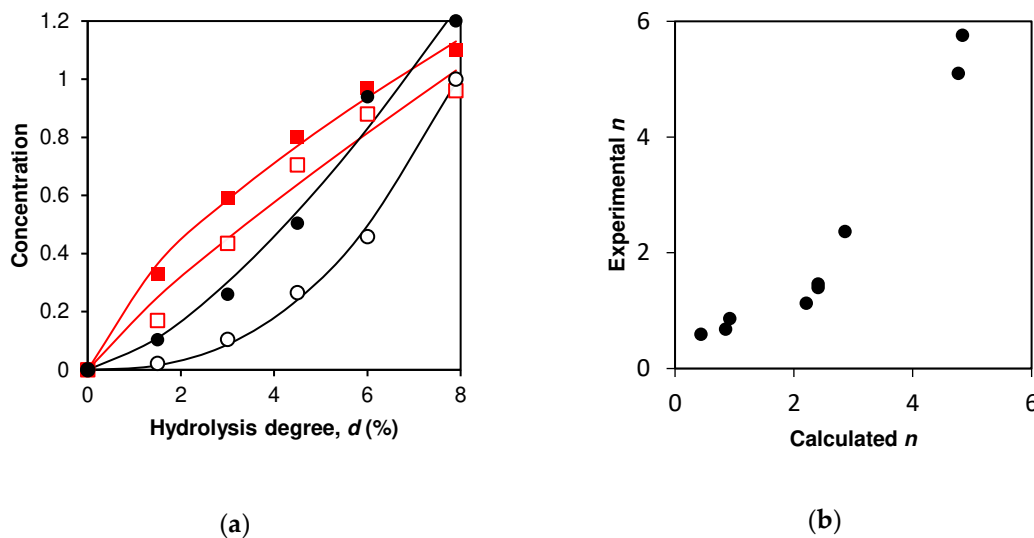 1.2
1
0.8
0.6
0.4
0.2
0
0 2 4 6 8
Concentration
Hydrolysis degree, d (%)
(a)
6
4
2
0
0 2 4 6
Experimental n
Calculated n
(b)